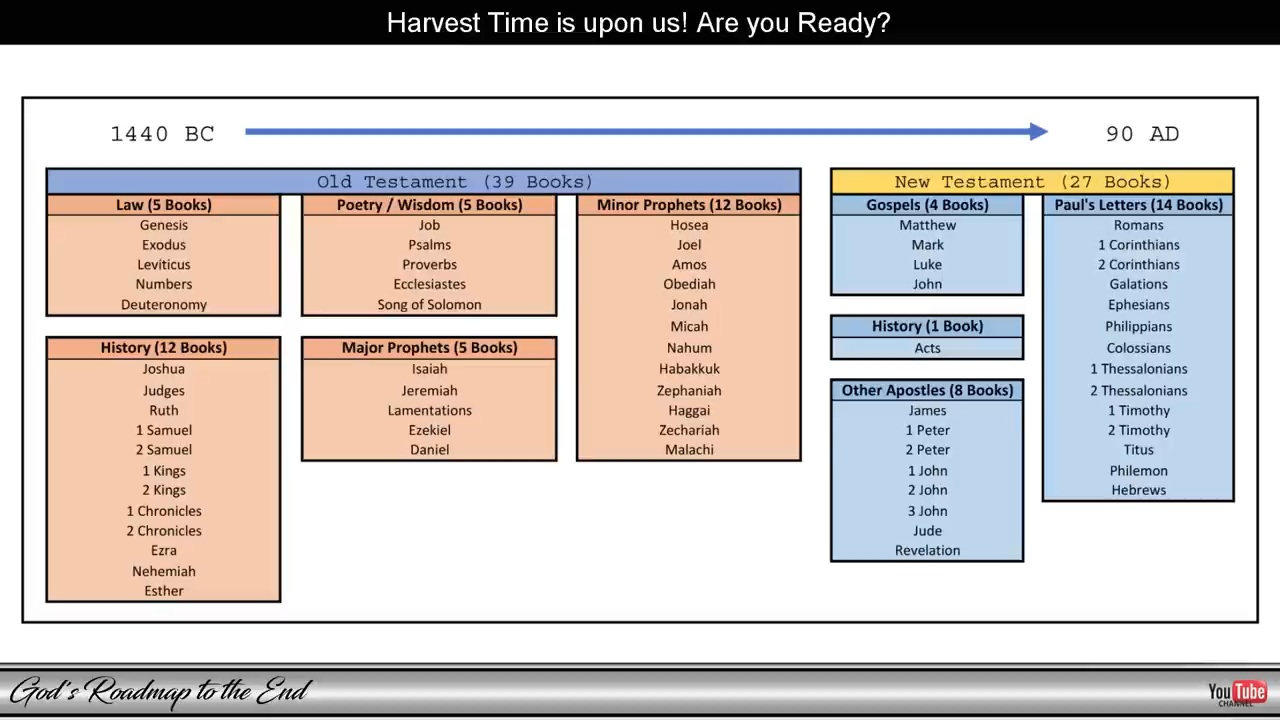 Harvest Time is upon us! Are you Ready?
1440 BC
90 AD
Old Testament (39 Books)
Law (5 Books)
Genesis
Exodus
Leviticus
Numbers
Deuteronomy
History (12 Books)
Joshua
Judges
Ruth
1 Samuel
2 Samuel
1 Kings
2 Kings
1 Chronicles
2 Chronicles
Ezra
Nehemiah
Esther
Poetry / Wisdom (5 Books)
Job
Psalms
Proverbs
Ecclesiastes
Song of Solomon
Major Prophets (5 Books)
Isaiah
Jeremiah
Lamentations
Ezekiel
Daniel
Minor Prophets (12 Books)
Hosea
Joel
Amos
Obediah
Jonah
Micah
Nahum
Habakkuk
Zephaniah
Haggai
Zechariah
Malachi
New Testament (27 Books)
Gospels (4 Books)
Matthew
Mark
Luke
John
History (1 Book)
Acts
Other Apostles (8 Books)
James
1 Peter
2 Peter
1 John
2 John
3 John
Jude
Revelation
Paul's Letters (14 Books)
Romans
1 Corinthians
2 Corinthians
Galations
Ephesians
Philippians
Colossians
1 Thessalonians
2 Thessalonians
1 Timothy
2 Timothy
Titus
Philemon
Hebrews
God's Roadmap to the End
YouTube
CHANNEL